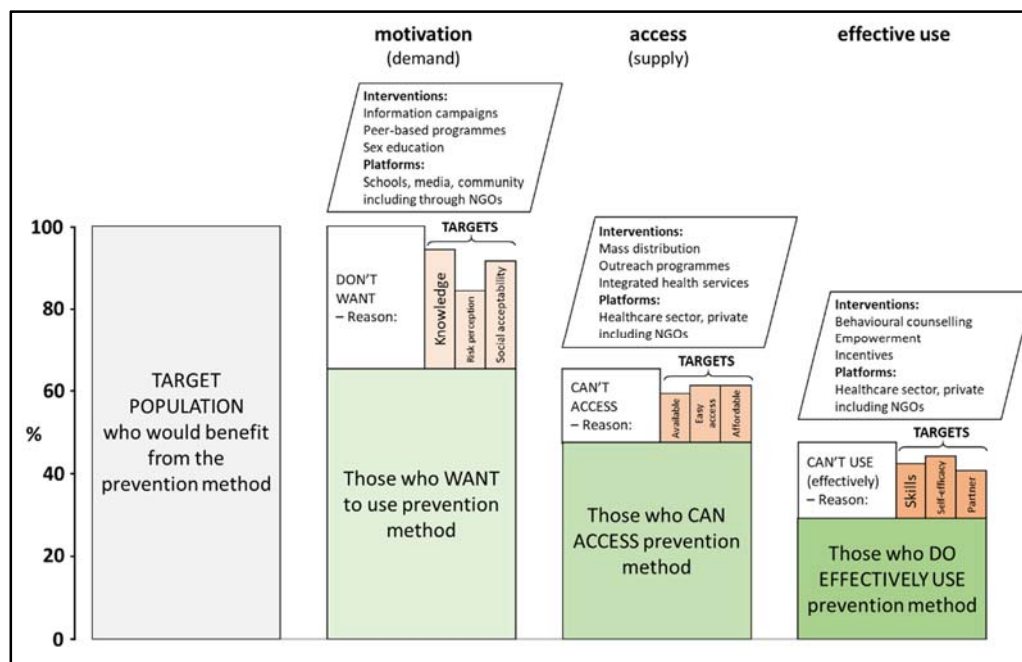 motivation
(demand)
access
(supply)
effective use
Interventions:
Information campaigns
Peer-based programmes
Sex education
Platforms:
Schools, media, community
including through NGOs
Interventions:
Mass distribution
Outreach programmes
Integrated health services
Platforms:
Healthcare sector, private
including NGOs
Interventions:
Behavioural counselling
Empowerment
Incentives
Platforms:
Healthcare sector, private
including NGOs
100
80
60
%
40
20
0
TARGET
POPULATION
who would benefit
from the
prevention method
TARGETS
DON'T
WANT
– Reason:
Knowledge
Risk perception
Social acceptability
Those who WANT
to use prevention
method
TARGETS
CAN'T
ACCESS
– Reason:
Available
Easy
access
Affordable
Those who CAN
ACCESS prevention
method
TARGETS
CAN'T USE
(effectively)
– Reason:
Skills
Self-efficacy
Partner
Those who DO
EFFECTIVELY USE
prevention method